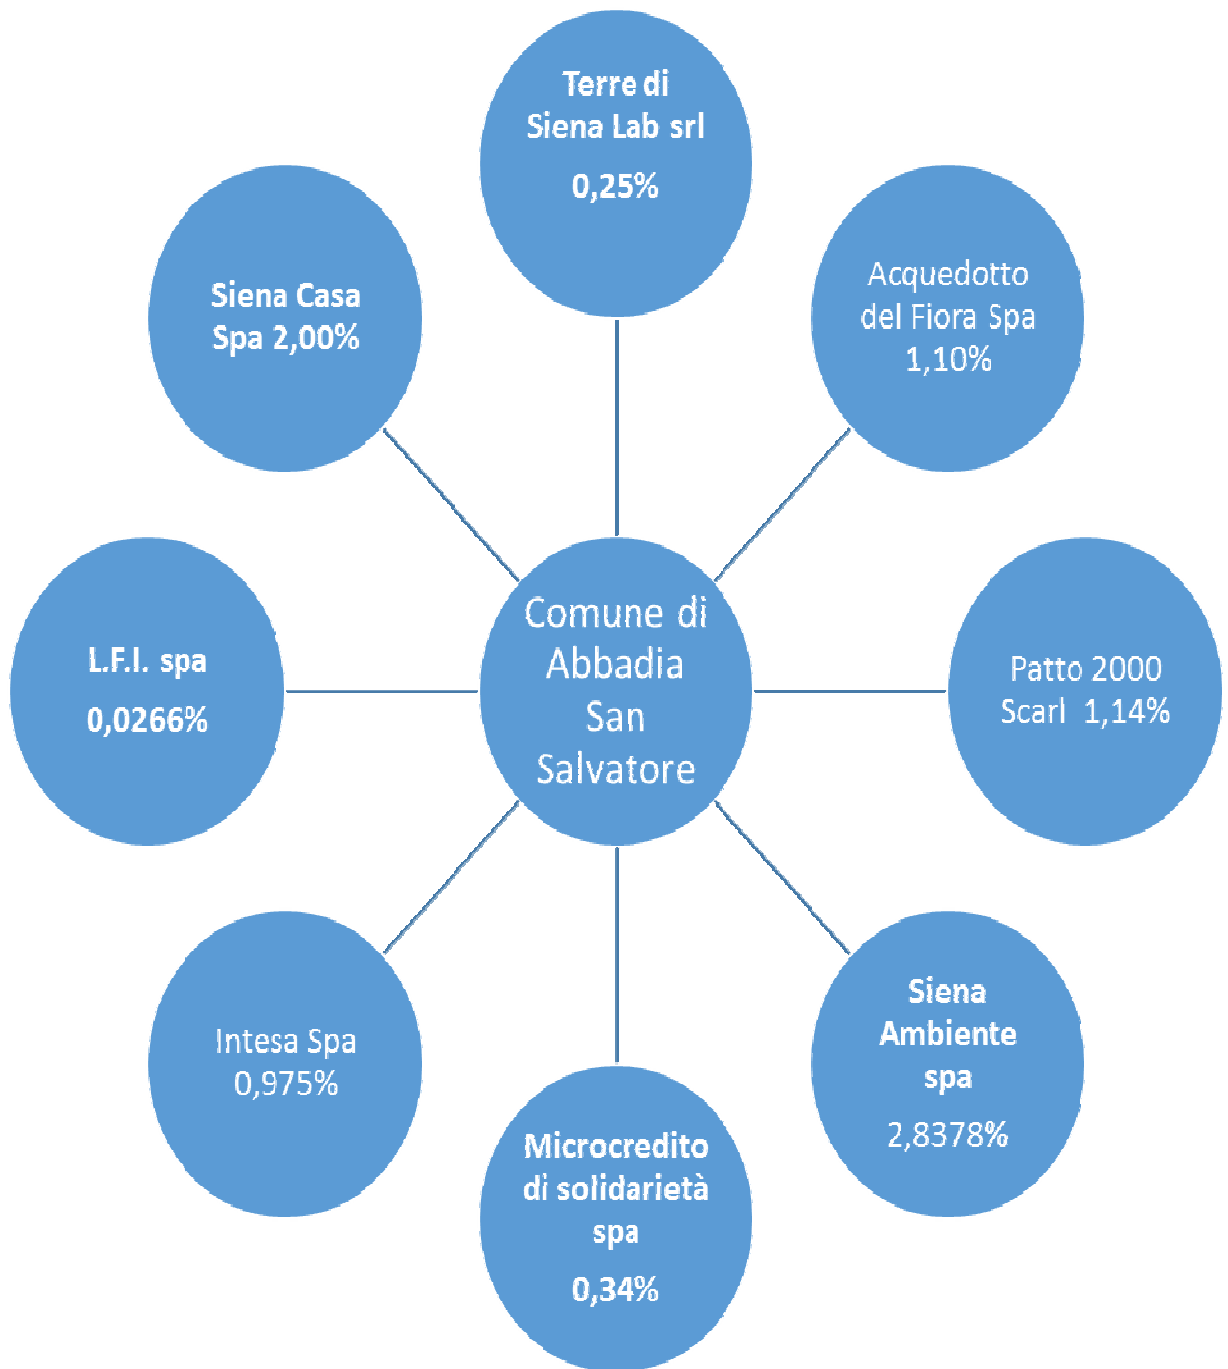 Terre di
Siena Lab srl
0,25%
Acquedotto
del Fiora Spa
1,10%
Patto 2000
Scarl 1,14%
Siena
Ambiente
spa
2,8378%
Microcredito
di solidarietà
spa
0,34%
Intesa Spa
0,975%
L.F.I. spa
0,0266%
Siena Casa
Spa 2,00%
Comune di
Abbadia
San
Salvatore